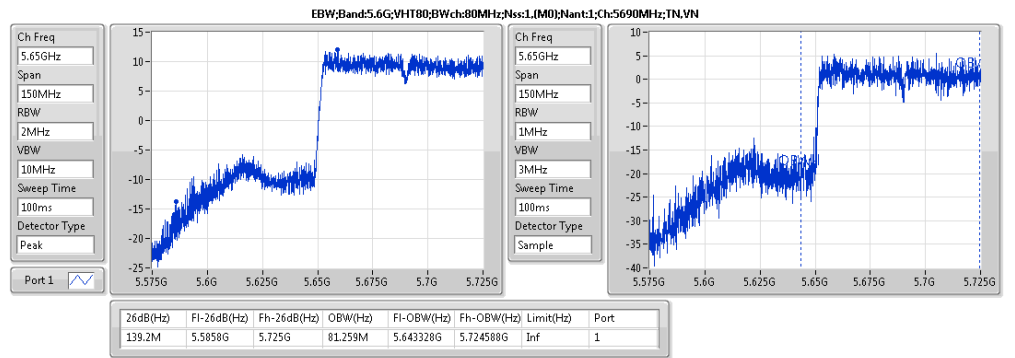 EBW;Band:5.6G;VHT80;BWch:80MHz;Nss:1,(M0);Nant:1;Ch:5690MHz;TN,VN
Ch Freq
5.65GHz
Span
150MHz
RBW
2MHz
VBW
10MHz
Sweep Time
100ms
Detector Type
Peak
Port 1
15
10
5
0
-5
-10
-15
-20
-25
5.575G
5.6G
5.625G
5.65G
5.675G
5.7G
5.725G
Ch Freq
5.65GHz
Span
150MHz
RBW
1MHz
VBW
3MHz
Sweep Time
100ms
Detector Type
Sample
10
5
0
-5
-10
-15
-20
-25
-30
-35
-40
5.575G
5.6G
5.625G
5.65G
5.675G
5.7G
5.725G
26dB(Hz) Fl-26dB(Hz) Fh-26dB(Hz) OBW(Hz) Fl-OBW(Hz) Fh-OBW(Hz) Limit(Hz) Port
139.2M 5.5858G 5.725G 81.259M 5.643328G 5.724588G Inf 1